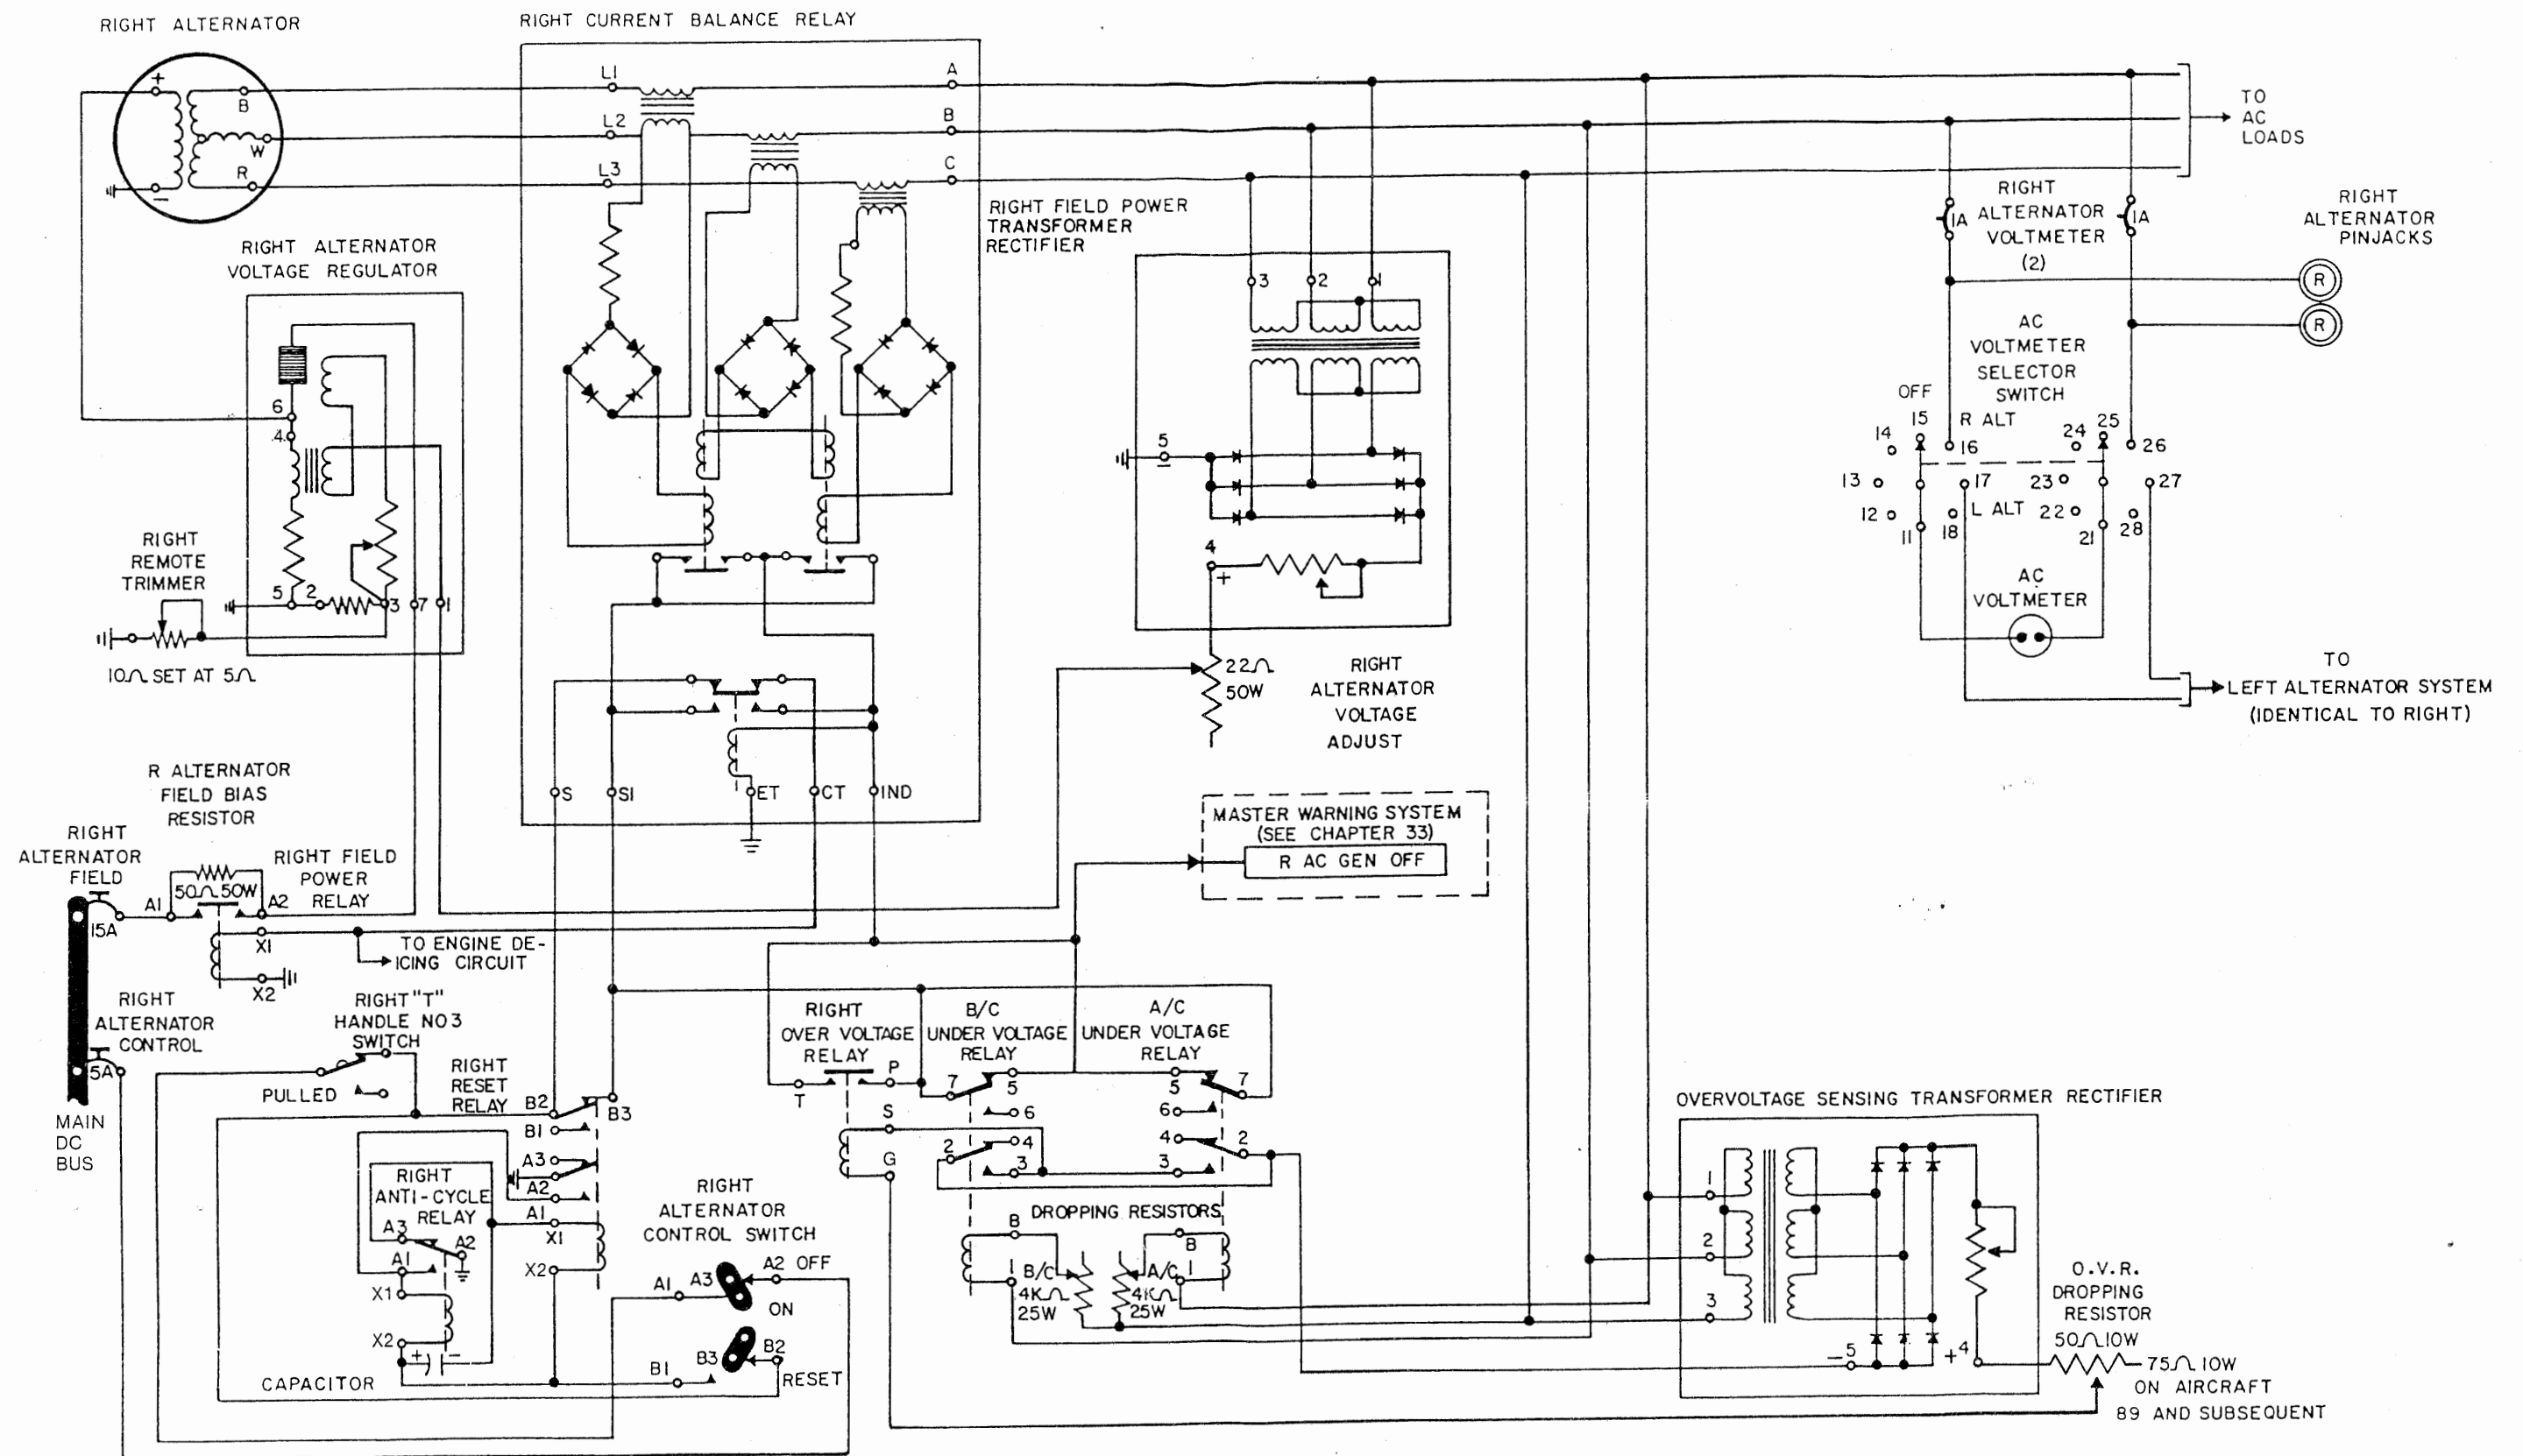 RIGHT ALTERNATOR
+
B
W
R
−
RIGHT CURRENT BALANCE RELAY
L1
L2
L3
A
B
C
TO
AC
LOADS
RIGHT ALTERNATOR
VOLTAGE REGULATOR
6
4
5
2
3
7
1
RIGHT
REMOTE
TRIMMER
10Ω SET AT 5Ω
RIGHT FIELD POWER
TRANSFORMER
RECTIFIER
3
2
1
5
−
4
+
22Ω
50W
RIGHT
ALTERNATOR
VOLTAGE
ADJUST
1A
RIGHT
ALTERNATOR
VOLTMETER
(2)
1A
RIGHT
ALTERNATOR
PINJACKS
R
R
AC
VOLTMETER
SELECTOR
SWITCH
OFF
15
R ALT
14
16
24
25
26
13
17
23
27
12
18
L ALT
22
28
11
21
AC
VOLTMETER
TO
LEFT ALTERNATOR SYSTEM
(IDENTICAL TO RIGHT)
S
S1
ET
CT
IND
R ALTERNATOR
FIELD BIAS
RESISTOR
RIGHT
ALTERNATOR
FIELD
15A
A1
50Ω 50W
A2
RIGHT FIELD
POWER
RELAY
X1
X2
TO ENGINE DE-
ICING CIRCUIT
MASTER WARNING SYSTEM
(SEE CHAPTER 33)
R AC GEN OFF
RIGHT
ALTERNATOR
CONTROL
5A
MAIN
DC
BUS
RIGHT "T"
HANDLE NO3
SWITCH
PULLED
RIGHT
RESET
RELAY
B2
B3
B1
A3
A2
A1
X1
X2
RIGHT
ANTI-CYCLE
RELAY
A3
A2
A1
X1
X2
+
−
CAPACITOR
RIGHT
ALTERNATOR
CONTROL SWITCH
A1
A3
A2 OFF
ON
B1
B3
B2
RESET
RIGHT
OVER VOLTAGE
RELAY
T
P
S
G
B/C
UNDER VOLTAGE
RELAY
7
5
6
2
4
3
A/C
UNDER VOLTAGE
RELAY
5
7
6
4
2
3
DROPPING RESISTORS
B
1
B/C
4KΩ
25W
B
1
A/C
4KΩ
25W
OVERVOLTAGE SENSING TRANSFORMER RECTIFIER
1
2
3
−5
+4
O.V.R.
DROPPING
RESISTOR
50Ω 10W
75Ω 10W
ON AIRCRAFT
89 AND SUBSEQUENT